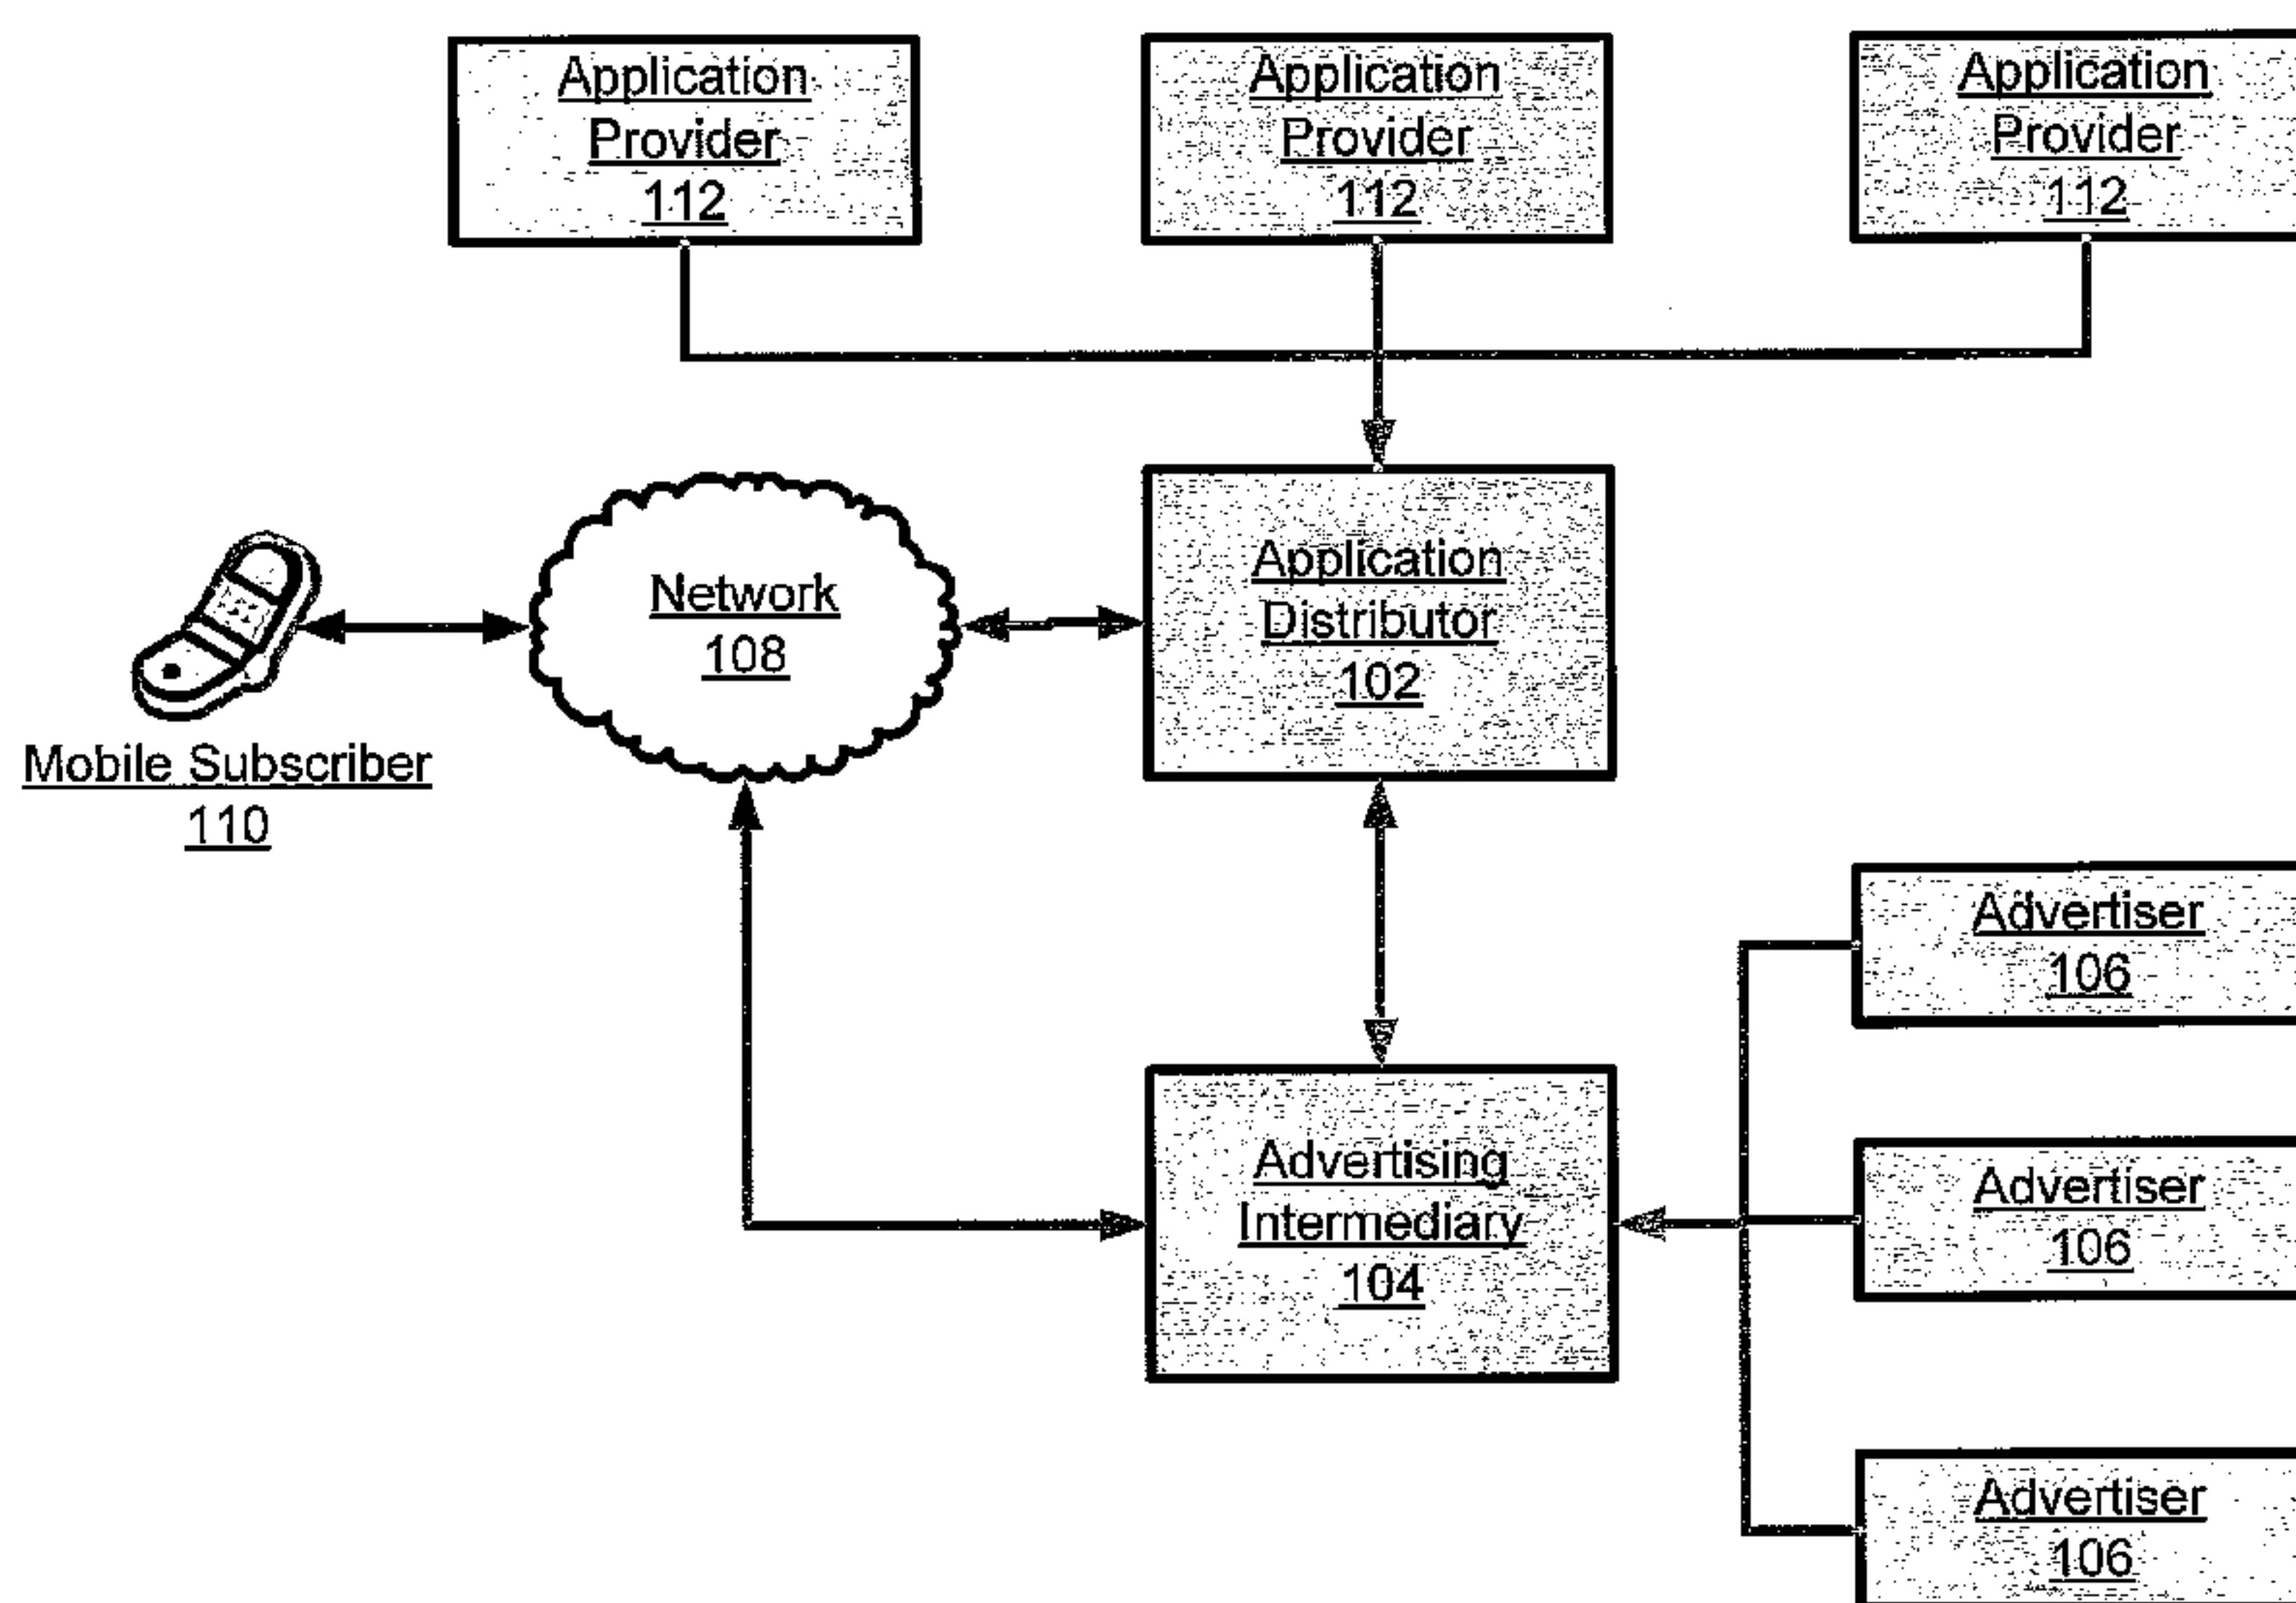 Application
Provider
112
Application
Provider
112
Application
Provider
112
Network
108
Application
Distributor
102
Mobile Subscriber
110
Advertiser
106
Advertising
Intermediary
104
Advertiser
106
Advertiser
106